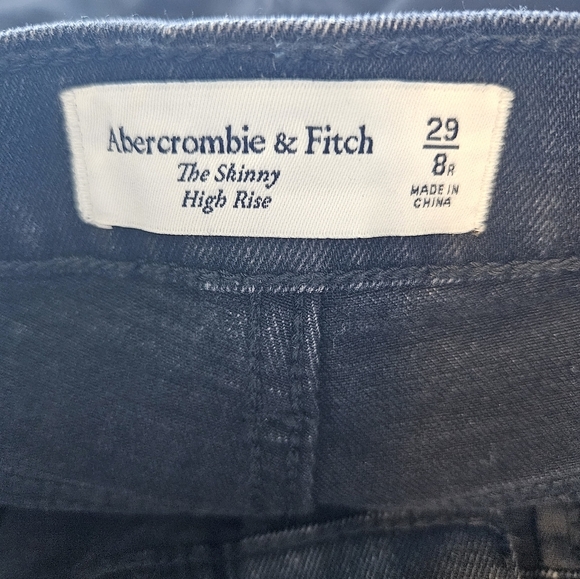 Abercrombie & Fitch
The Skinny
High Rise
29
8R
MADE IN
CHINA